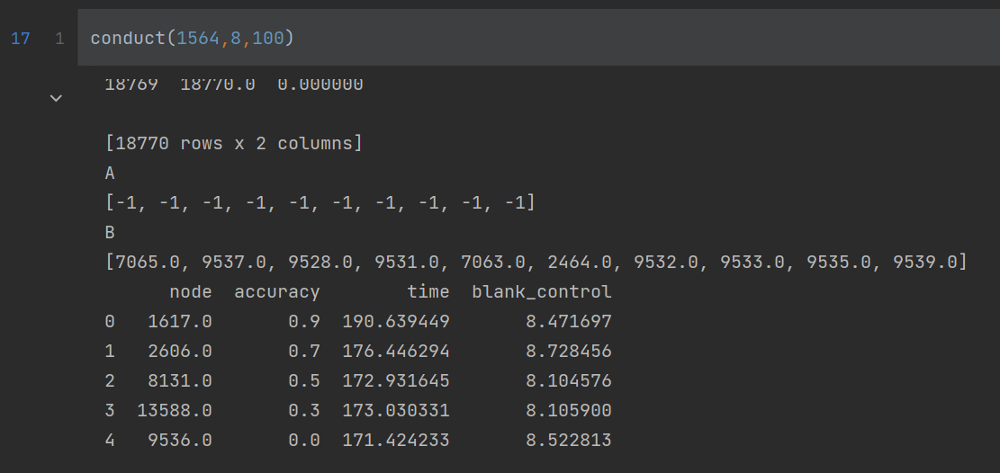 17 1 conduct(1564,8,100)
18769 18770.0 0.000000
[18770 rows x 2 columns]
A
[-1, -1, -1, -1, -1, -1, -1, -1, -1, -1]
B
[7065.0, 9537.0, 9528.0, 9531.0, 7063.0, 2464.0, 9532.0, 9533.0, 9535.0, 9539.0]
node accuracy time blank_control
0 1617.0 0.9 190.639449 8.471697
1 2606.0 0.7 176.446294 8.728456
2 8131.0 0.5 172.931645 8.104576
3 13588.0 0.3 173.030331 8.105900
4 9536.0 0.0 171.424233 8.522813